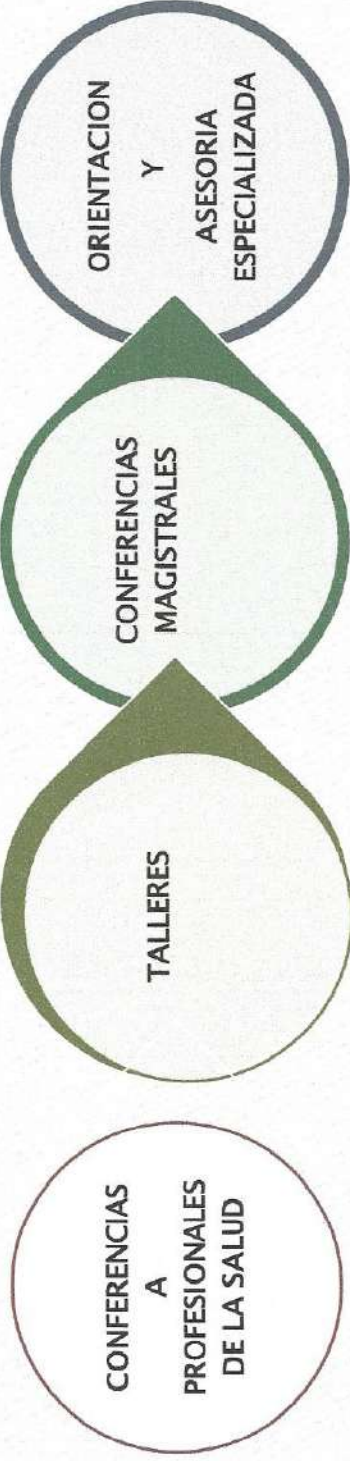 CONFERENCIAS
A
PROFESIONALES
DE LA SALUD
TALLERES
CONFERENCIAS
MAGISTRALES
ORIENTACION
Y
ASESORIA
ESPECIALIZADA